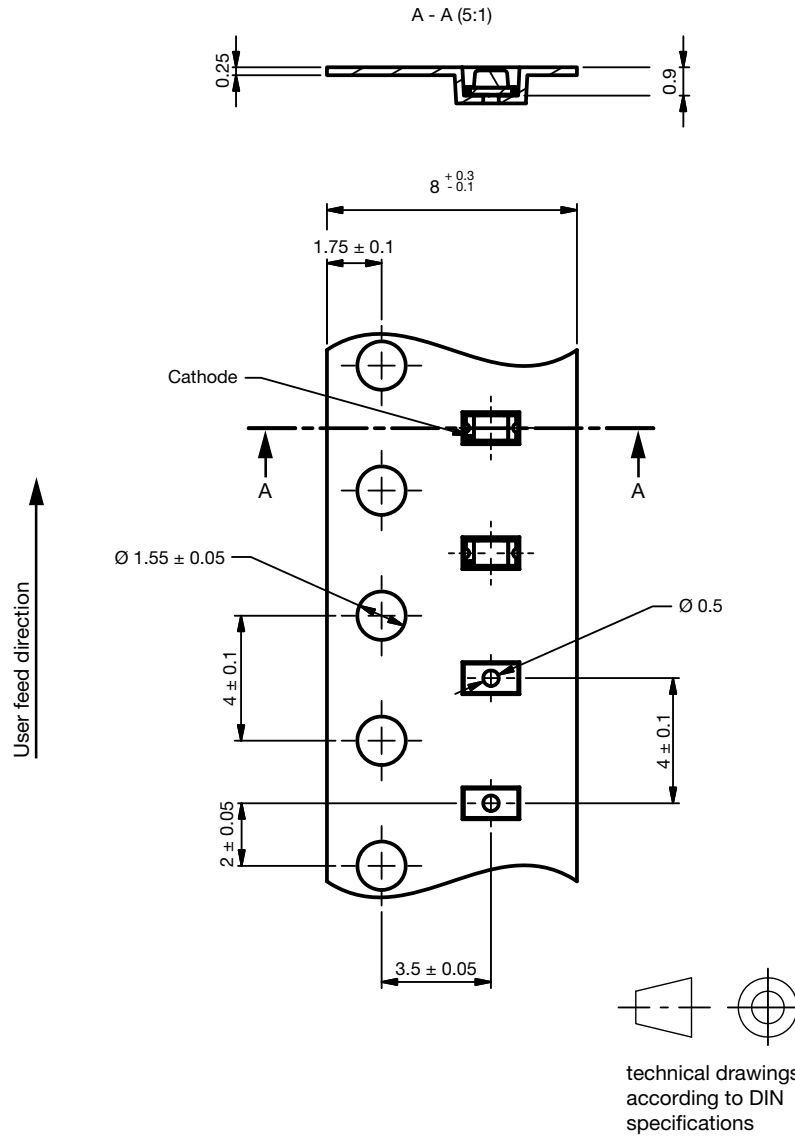 A - A (5:1)
0.25
0.9
8 + 0.3 - 0.1
1.75 ± 0.1
Cathode
A
A
Ø 1.55 ± 0.05
User feed direction
Ø 0.5
4 ± 0.1
4 ± 0.1
2 ± 0.05
3.5 ± 0.05
technical drawings
according to DIN
specifications